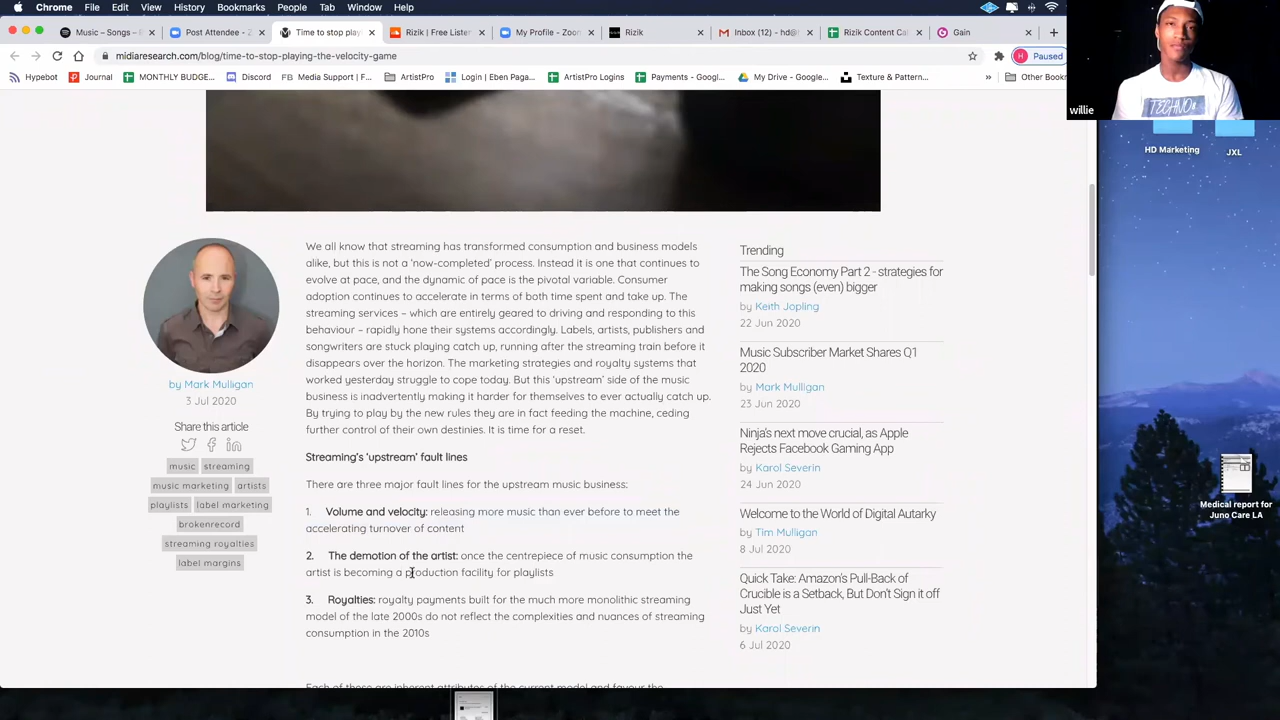 Chrome File Edit View History Bookmarks People Tab Window Help
Music – Songs – Post Attendee - Z Time to stop play Rizik | Free Listen My Profile - Zoom Rizik Inbox (12) – hd@ Rizik Content Cal Gain
midiaresearch.com/blog/time-to-stop-playing-the-velocity-game Paused
Hypebot Journal MONTHLY BUDGE... Discord Media Support | F... ArtistPro Login | Eben Paga... ArtistPro Logins Payments - Googl... My Drive - Google... Texture & Pattern... » Other Bookm
willie
HD Marketing
JXL
We all know that streaming has transformed consumption and business models
alike, but this is not a ‘now-completed’ process. Instead it is one that continues to
evolve at pace, and the dynamic of pace is the pivotal variable. Consumer
adoption continues to accelerate in terms of both time spent and take up. The
streaming services – which are entirely geared to driving and responding to this
behaviour – rapidly hone their systems accordingly. Labels, artists, publishers and
songwriters are stuck playing catch up, running after the streaming train before it
disappears over the horizon. The marketing strategies and royalty systems that
worked yesterday struggle to cope today. But this ‘upstream’ side of the music
business is inadvertently making it harder for themselves to ever actually catch up.
By trying to play by the new rules they are in fact feeding the machine, ceding
further control of their own destinies. It is time for a reset.
Streaming’s ‘upstream’ fault lines
There are three major fault lines for the upstream music business:
1. Volume and velocity: releasing more music than ever before to meet the
accelerating turnover of content
2. The demotion of the artist: once the centrepiece of music consumption the
artist is becoming a production facility for playlists
3. Royalties: royalty payments built for the much more monolithic streaming
model of the late 2000s do not reflect the complexities and nuances of streaming
consumption in the 2010s
Each of these are inherent attributes of the current model and favour the
by Mark Mulligan
3 Jul 2020
Share this article
music streaming
music marketing artists
playlists label marketing
brokenrecord
streaming royalties
label margins
Trending
The Song Economy Part 2 - strategies for
making songs (even) bigger
by Keith Jopling
22 Jun 2020
Music Subscriber Market Shares Q1
2020
by Mark Mulligan
23 Jun 2020
Ninja’s next move crucial, as Apple
Rejects Facebook Gaming App
by Karol Severin
24 Jun 2020
Welcome to the World of Digital Autarky
by Tim Mulligan
8 Jul 2020
Quick Take: Amazon’s Pull-Back of
Crucible is a Setback, But Don’t Sign it off
Just Yet
by Karol Severin
6 Jul 2020
Medical report for
Juno Care LA